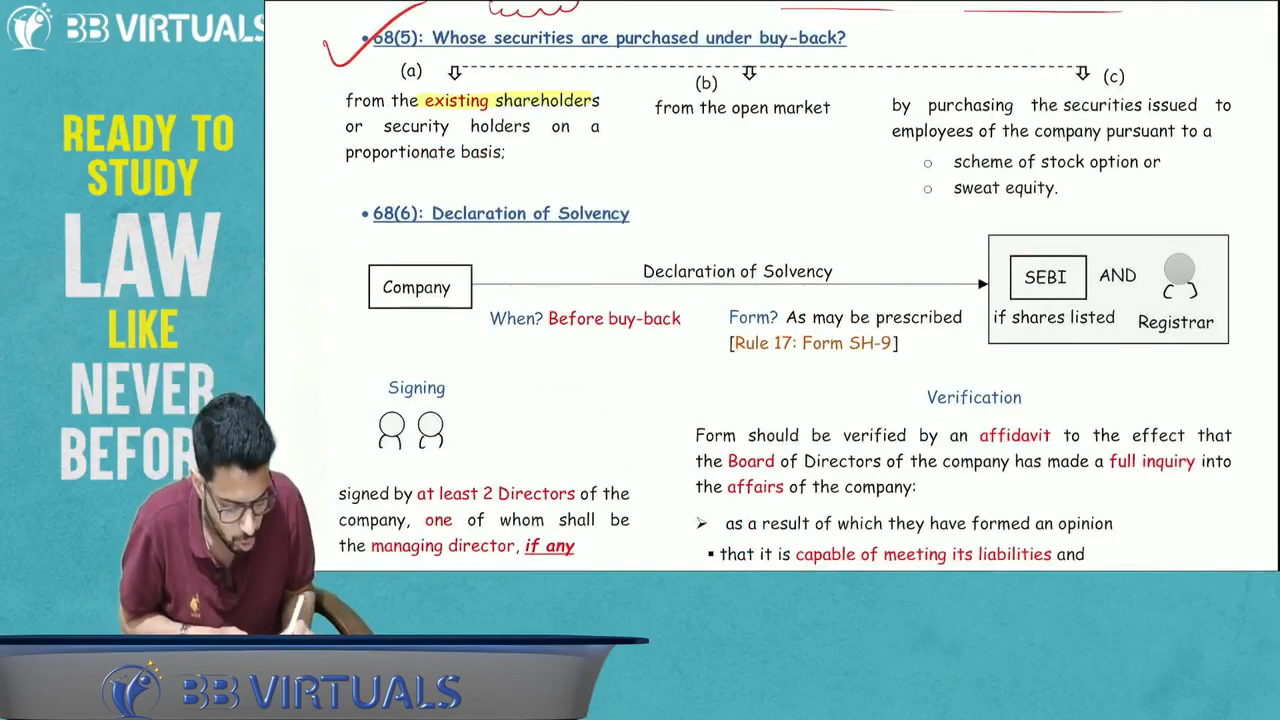 BB VIRTUALS
READY TO
STUDY
LAW
LIKE
NEVER
BEFOR
• 68(5): Whose securities are purchased under buy-back?
(a)
from the existing shareholders
or security holders on a
proportionate basis;
(b)
from the open market
(c)
by purchasing the securities issued to
employees of the company pursuant to a
○ scheme of stock option or
○ sweat equity.
• 68(6): Declaration of Solvency
Company
Declaration of Solvency
When? Before buy-back
Form? As may be prescribed
[Rule 17: Form SH-9]
SEBI AND
if shares listed Registrar
Signing
signed by at least 2 Directors of the
company, one of whom shall be
the managing director, if any
Verification
Form should be verified by an affidavit to the effect that
the Board of Directors of the company has made a full inquiry into
the affairs of the company:
➢ as a result of which they have formed an opinion
▪ that it is capable of meeting its liabilities and
BB VIRTUALS